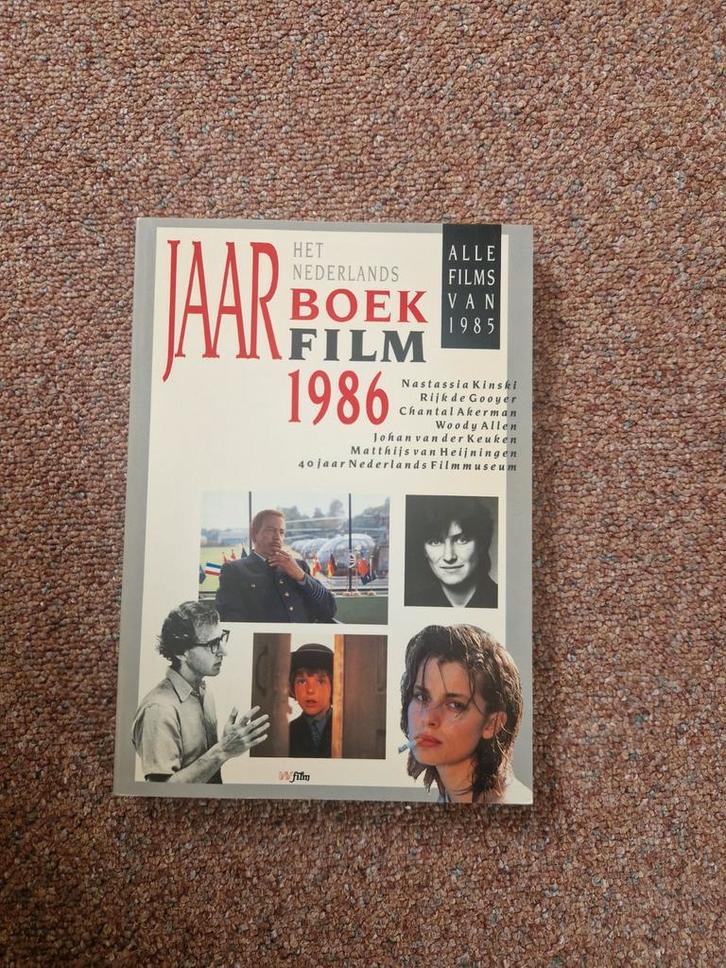 JAAR
HET
NEDERLANDS
BOEK
FILM
1986
ALLE
FILMS
VAN
1985
Nastassia Kinski
Rijk de Gooyer
Chantal Akerman
Woody Allen
Johan van der Keuken
Matthijs van Heijningen
40 jaar Nederlands Filmmuseum
film